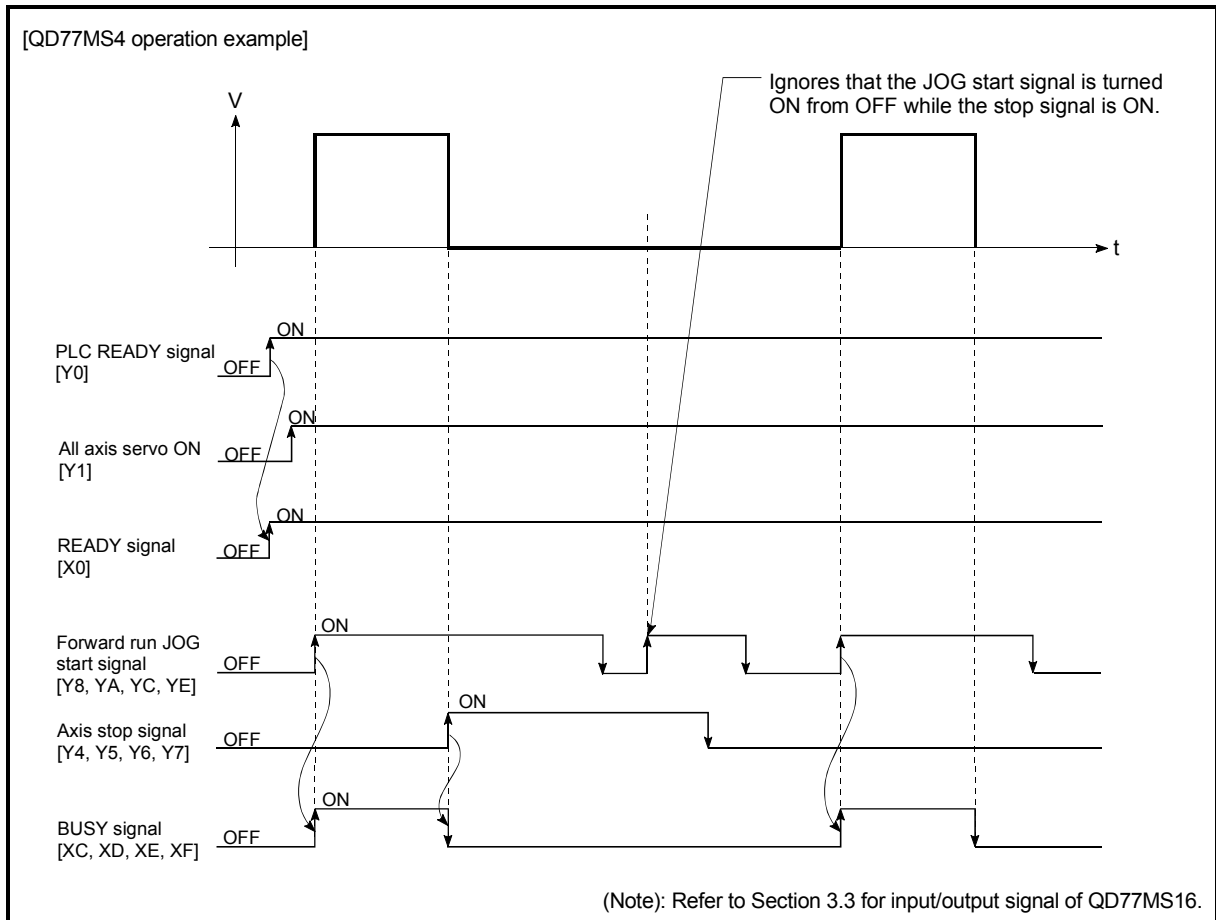 [QD77MS4 operation example]
Ignores that the JOG start signal is turned
ON from OFF while the stop signal is ON.
V
t
ON
PLC READY signal
[Y0]
OFF
ON
All axis servo ON
[Y1]
OFF
ON
READY signal
[X0]
OFF
ON
Forward run JOG
start signal
[Y8, YA, YC, YE]
OFF
ON
Axis stop signal
[Y4, Y5, Y6, Y7]
OFF
ON
BUSY signal
[XC, XD, XE, XF]
OFF
(Note): Refer to Section 3.3 for input/output signal of QD77MS16.